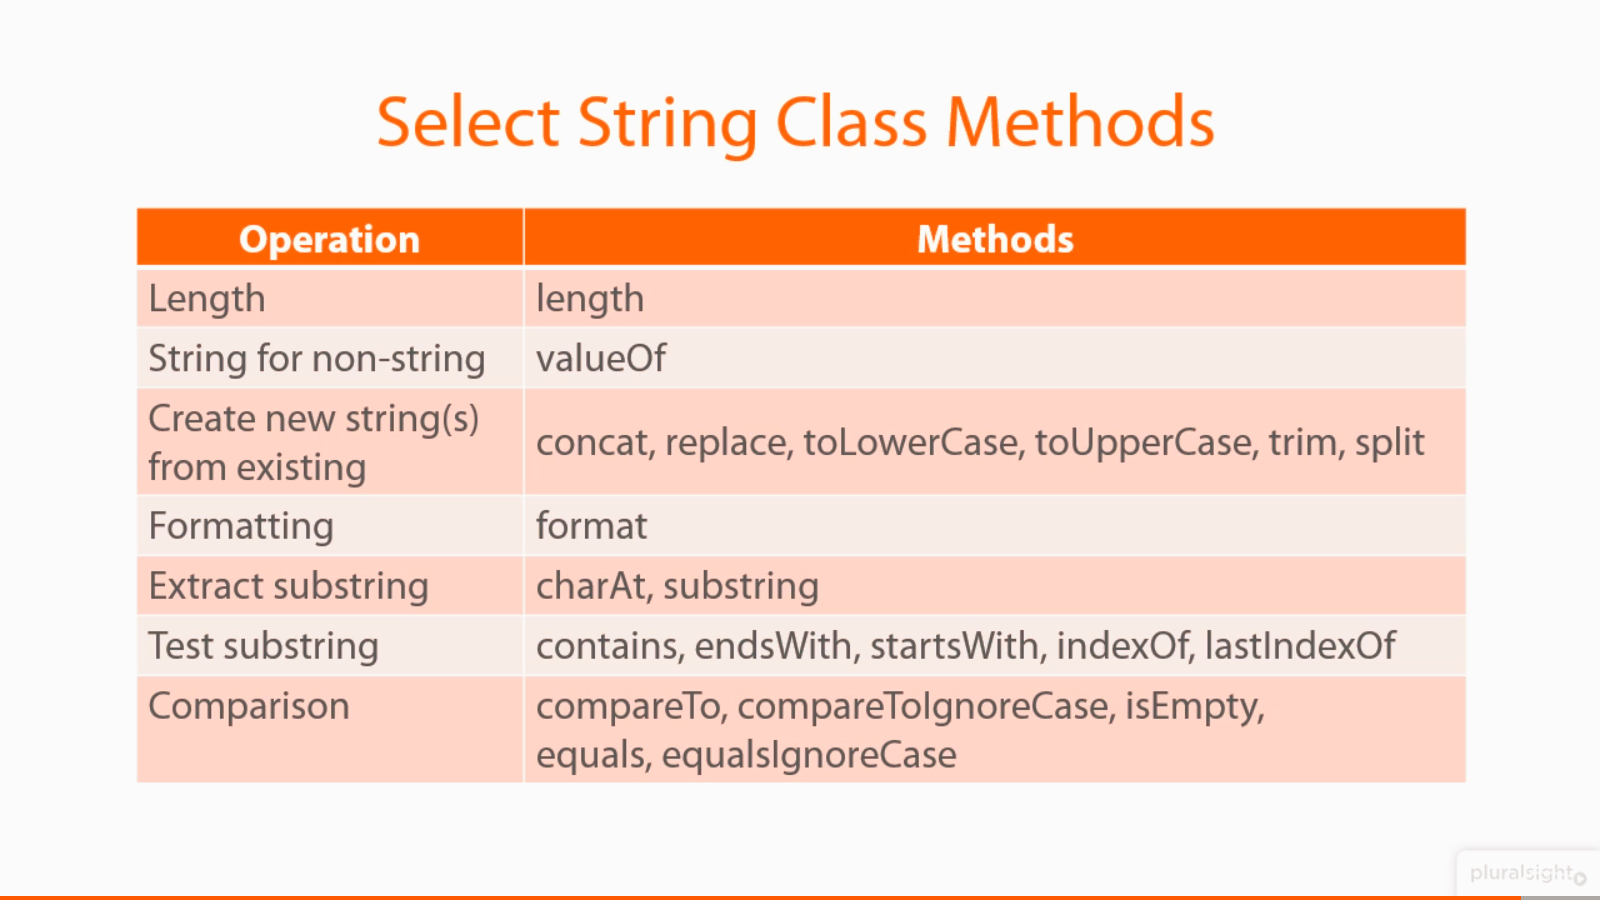 Select String Class Methods
Operation Methods
Length length
String for non-string valueOf
Create new string(s)
from existing
concat, replace, toLowerCase, toUpperCase, trim, split
Formatting format
Extract substring charAt, substring
Test substring contains, endsWith, startsWith, indexOf, lastIndexOf
Comparison compareTo, compareToIgnoreCase, isEmpty,
equals, equalsIgnoreCase
pluralsight